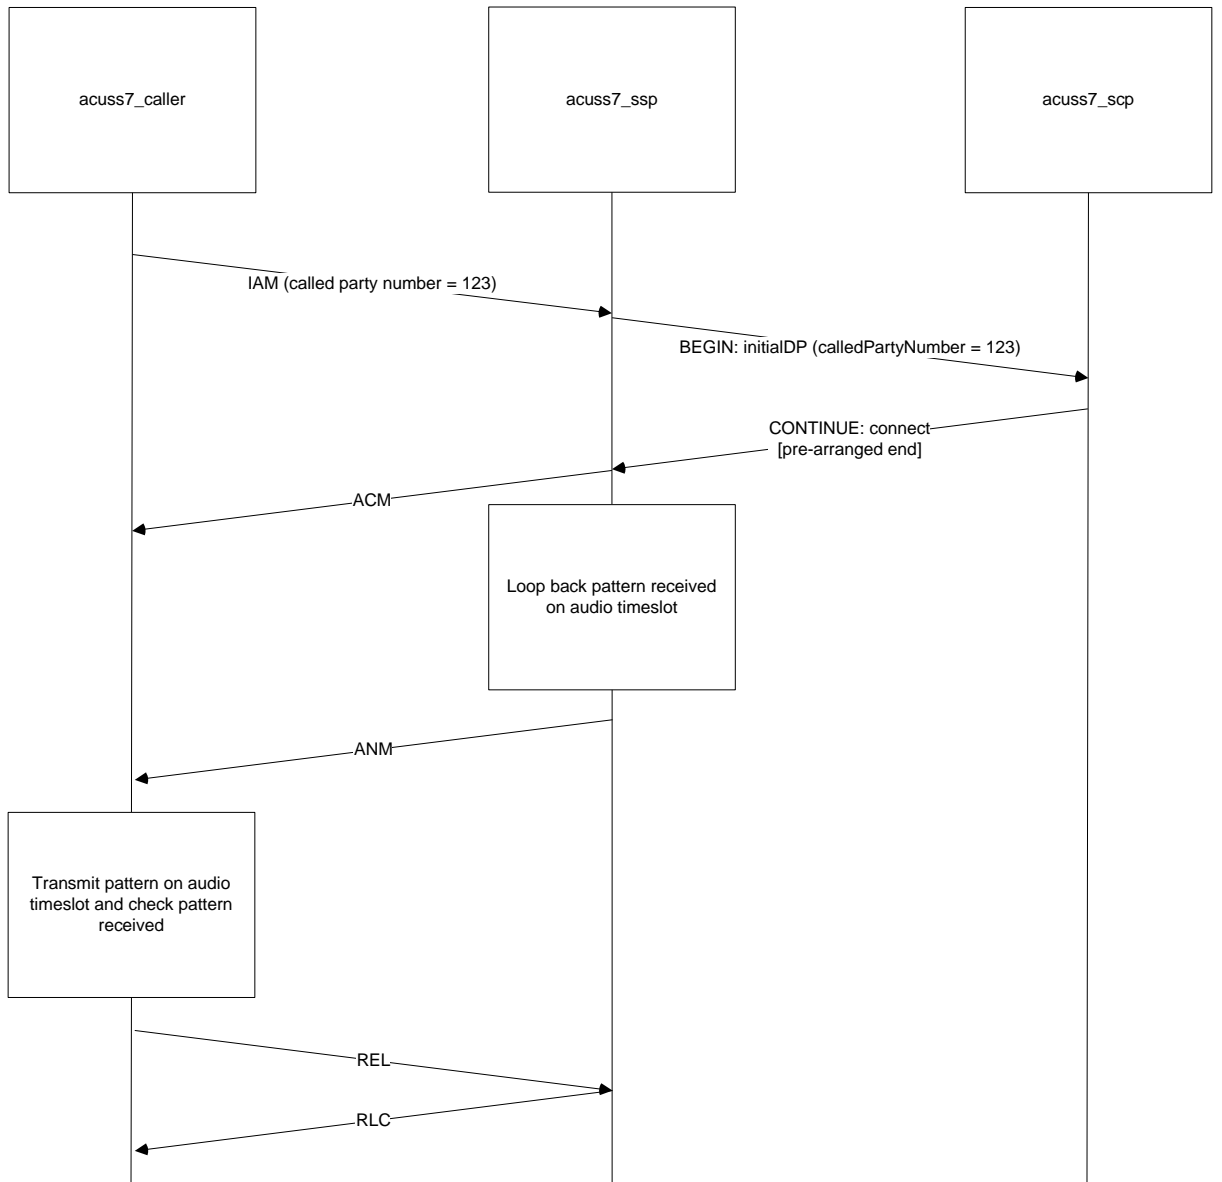 acuss7_caller
acuss7_ssp
acuss7_scp
IAM (called party number = 123)
BEGIN: initialDP (calledPartyNumber = 123)
CONTINUE: connect
[pre-arranged end]
ACM
Loop back pattern received
on audio timeslot
ANM
Transmit pattern on audio
timeslot and check pattern
received
REL
RLC